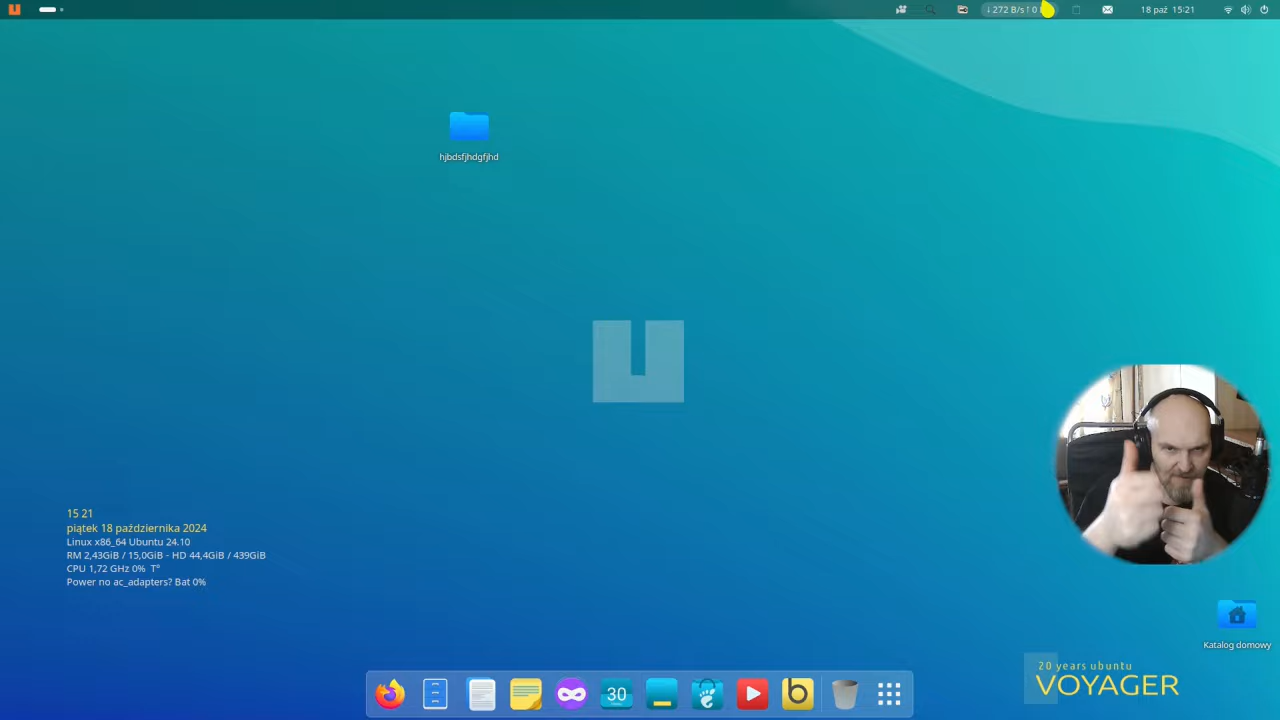 ↓ 272 B/s ↑ 0
18 paź 15:21
hjbdsfjhdgfjhd
15 21
piątek 18 października 2024
Linux x86_64 Ubuntu 24.10
RM 2,43GiB / 15,0GiB - HD 44,4GiB / 439GiB
CPU 1,72 GHz 0% T°
Power no ac_adapters? Bat 0%
Katalog domowy
20 years ubuntu
VOYAGER
30
b